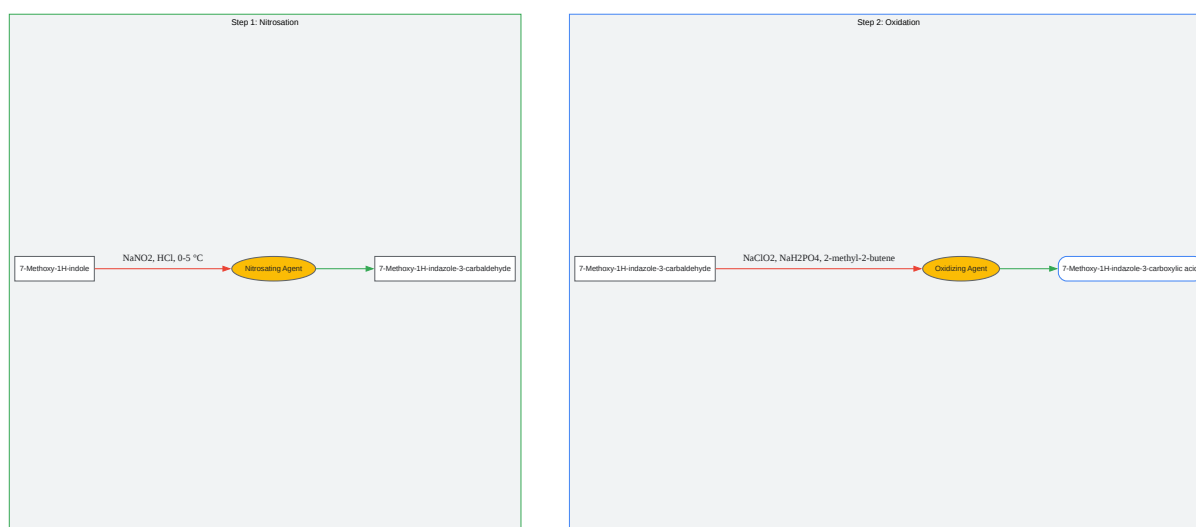 Step 1: Nitrosation
7-Methoxy-1H-indole
NaNO2, HCl, 0-5 °C
Nitrosating Agent
7-Methoxy-1H-indazole-3-carbaldehyde
Step 2: Oxidation
7-Methoxy-1H-indazole-3-carbaldehyde
NaClO2, NaH2PO4, 2-methyl-2-butene
Oxidizing Agent
7-Methoxy-1H-indazole-3-carboxylic acid